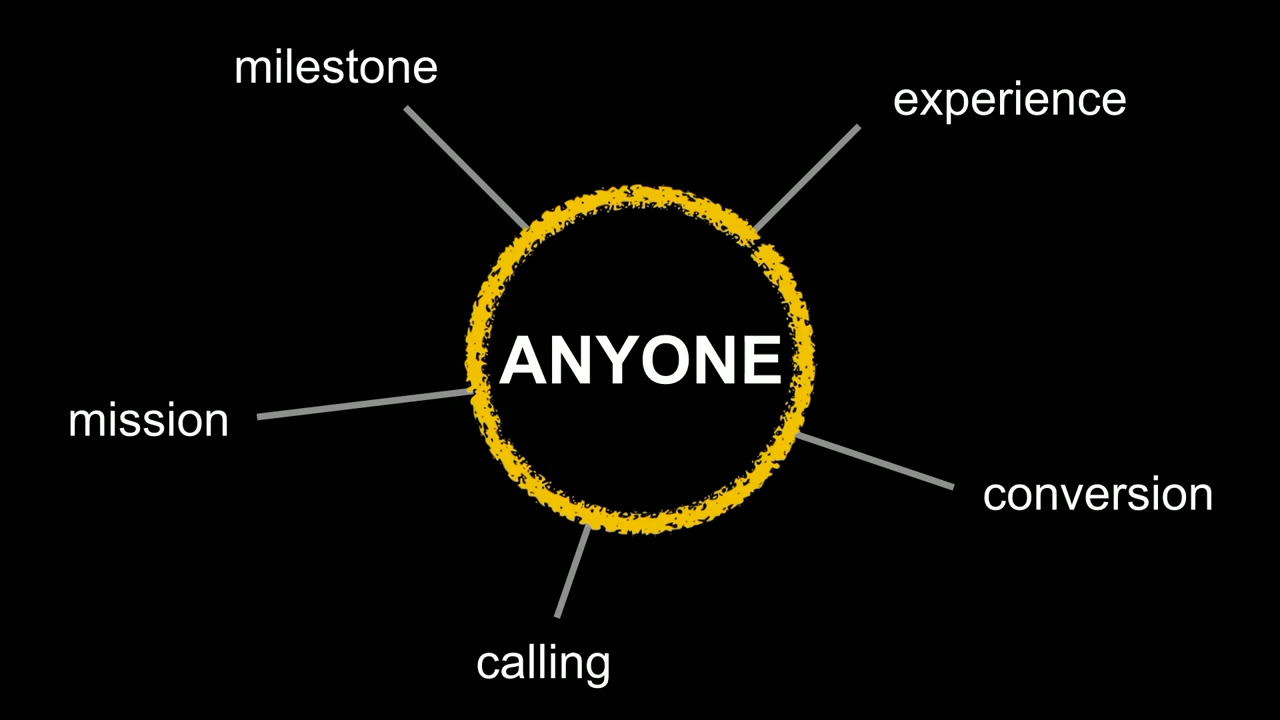 milestone
experience
ANYONE
mission
conversion
calling